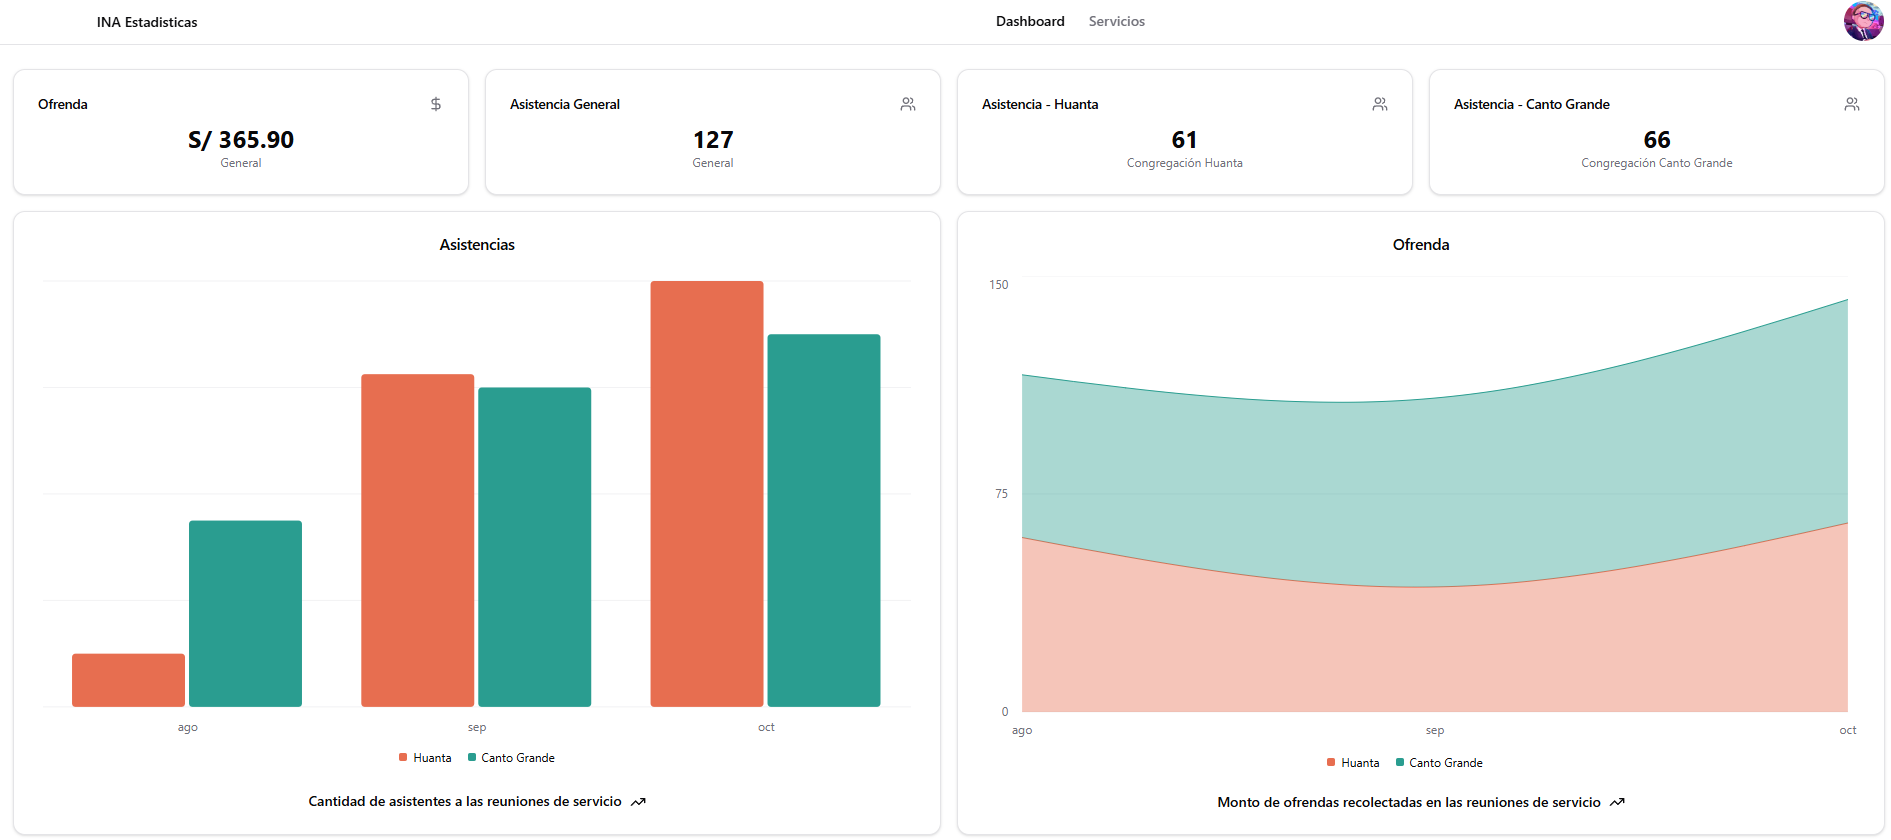 INA Estadisticas
Dashboard
Servicios
Ofrenda
S/ 365.90
General
Asistencia General
127
General
Asistencia - Huanta
61
Congregación Huanta
Asistencia - Canto Grande
66
Congregación Canto Grande
Asistencias
ago
sep
oct
Huanta
Canto Grande
Cantidad de asistentes a las reuniones de servicio
Ofrenda
150
75
0
ago
sep
oct
Huanta
Canto Grande
Monto de ofrendas recolectadas en las reuniones de servicio